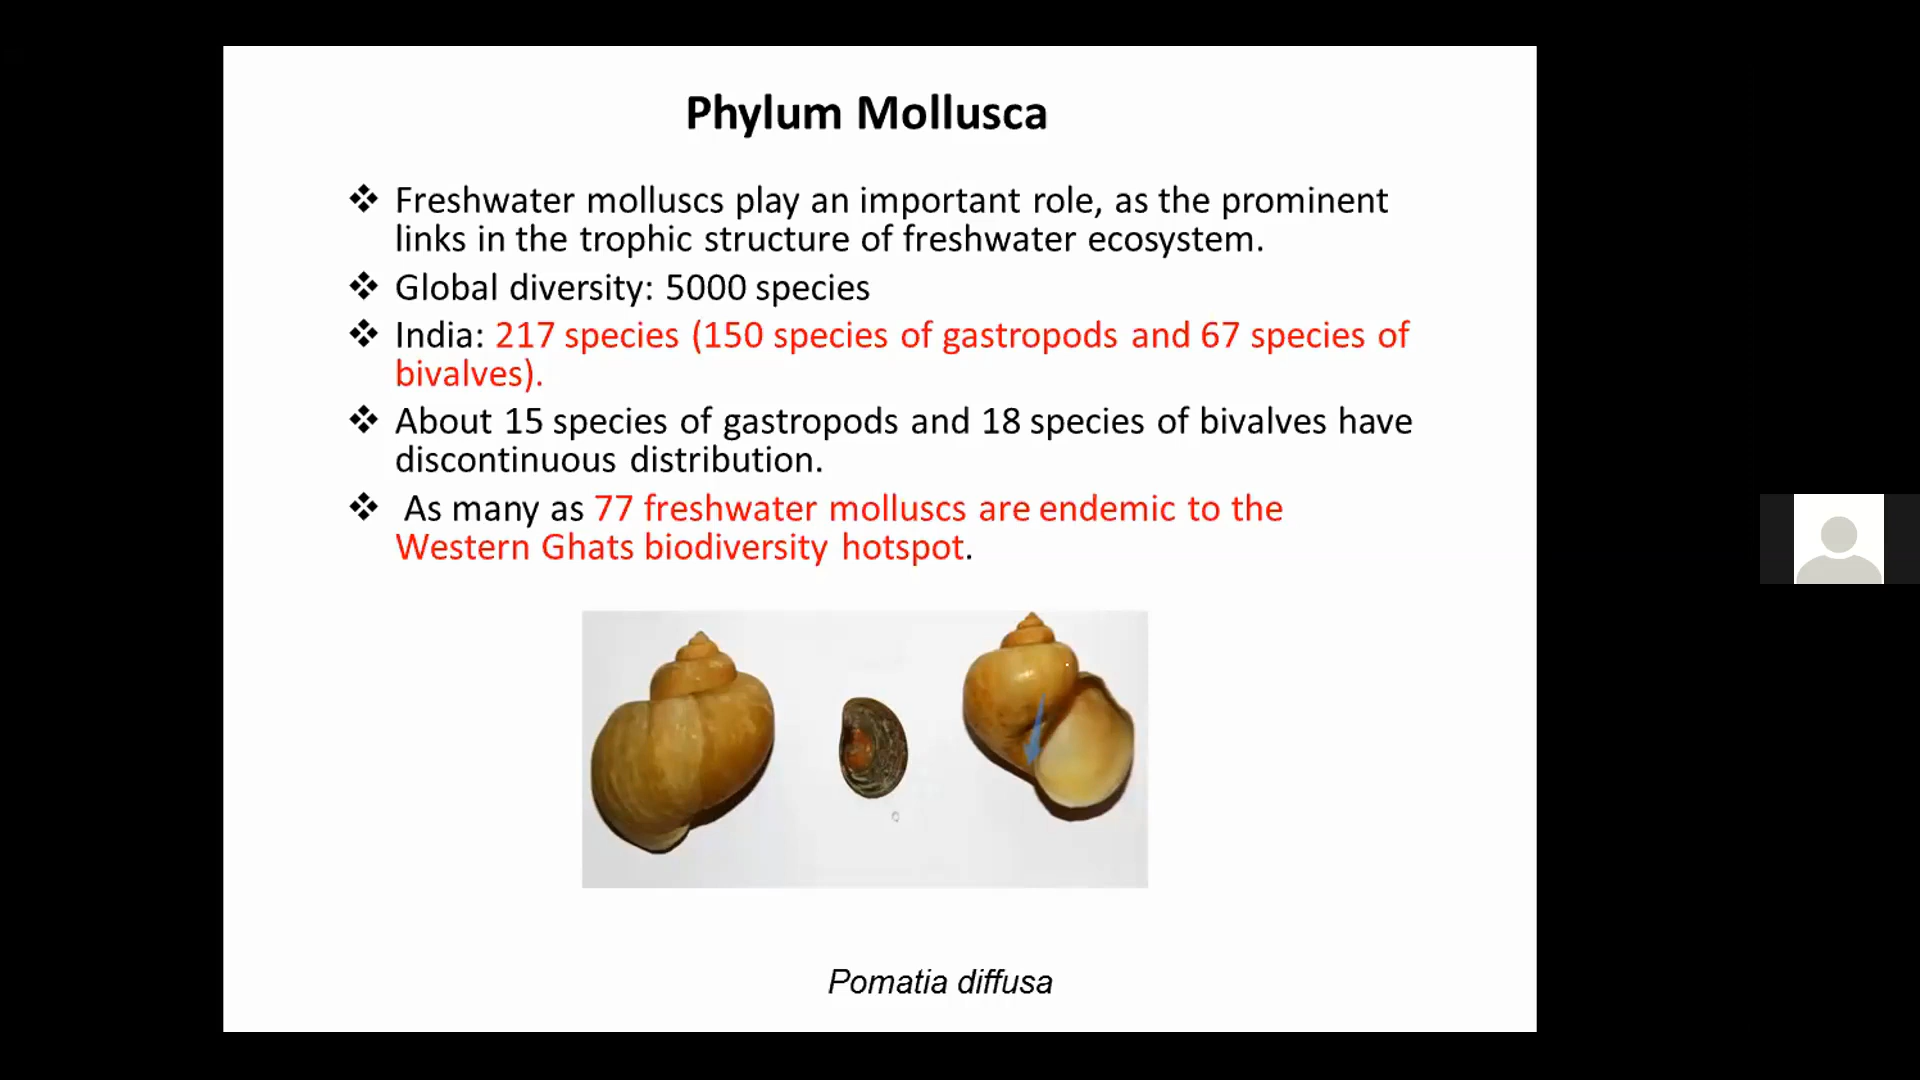 Phylum Mollusca
❖ Freshwater molluscs play an important role, as the prominent
links in the trophic structure of freshwater ecosystem.
❖ Global diversity: 5000 species
❖ India: 217 species (150 species of gastropods and 67 species of
bivalves).
❖ About 15 species of gastropods and 18 species of bivalves have
discontinuous distribution.
❖ As many as 77 freshwater molluscs are endemic to the
Western Ghats biodiversity hotspot.
Pomatia diffusa